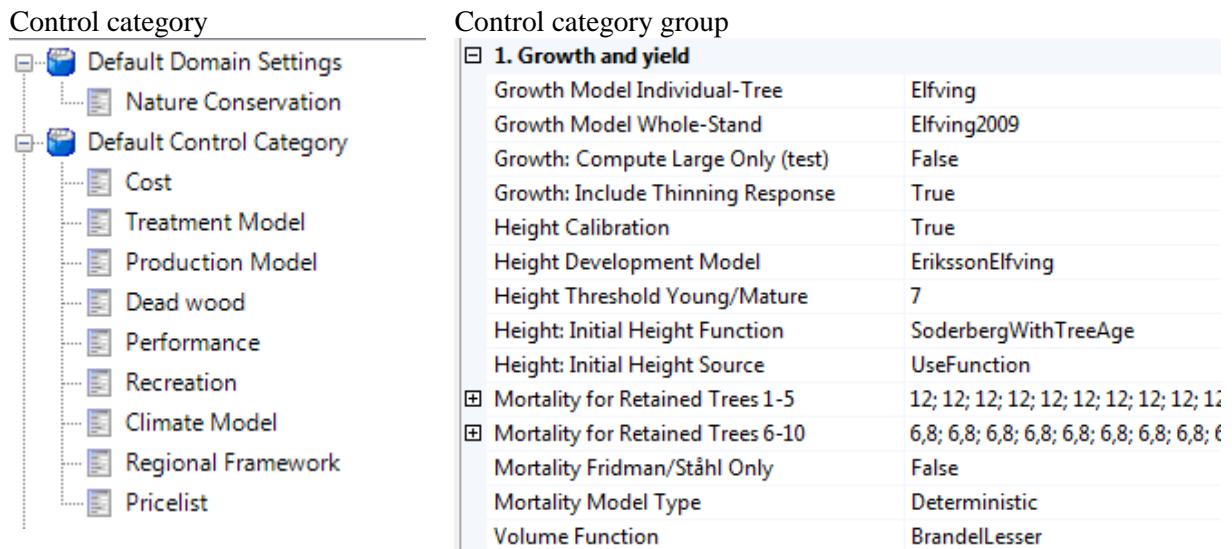 Control category
Default Domain Settings
Nature Conservation
Default Control Category
Cost
Treatment Model
Production Model
Dead wood
Performance
Recreation
Climate Model
Regional Framework
Pricelist
Control category group
1. Growth and yield
Growth Model Individual-Tree Elfving
Growth Model Whole-Stand Elfving2009
Growth: Compute Large Only (test) False
Growth: Include Thinning Response True
Height Calibration True
Height Development Model ErikssonElfving
Height Threshold Young/Mature 7
Height: Initial Height Function SoderbergWithTreeAge
Height: Initial Height Source UseFunction
Mortality for Retained Trees 1-5 12; 12; 12; 12; 12; 12; 12; 12; 12; 12
Mortality for Retained Trees 6-10 6,8; 6,8; 6,8; 6,8; 6,8; 6,8; 6,8; 6,8; 6
Mortality Fridman/Ståhl Only False
Mortality Model Type Deterministic
Volume Function BrandelLesser